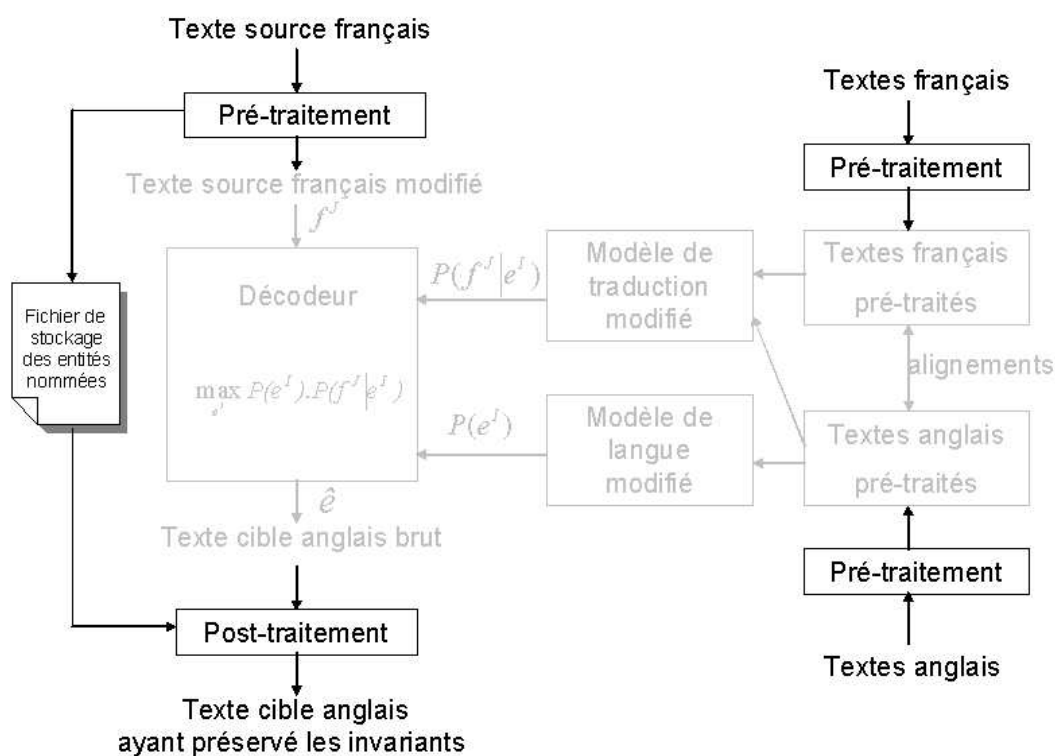 Texte source français
Pré-traitement
Texte source français modifié
f^J
Décodeur
max P(e^I).P(f^J|e^I)
e^I
ê
Texte cible anglais brut
Post-traitement
Texte cible anglais
ayant préservé les invariants
Fichier de
stockage
des entités
nommées
P(f^J|e^I)
P(e^I)
Modèle de
traduction
modifié
Modèle de
langue
modifié
Textes français
Pré-traitement
Textes français
pré-traités
alignements
Textes anglais
pré-traités
Pré-traitement
Textes anglais